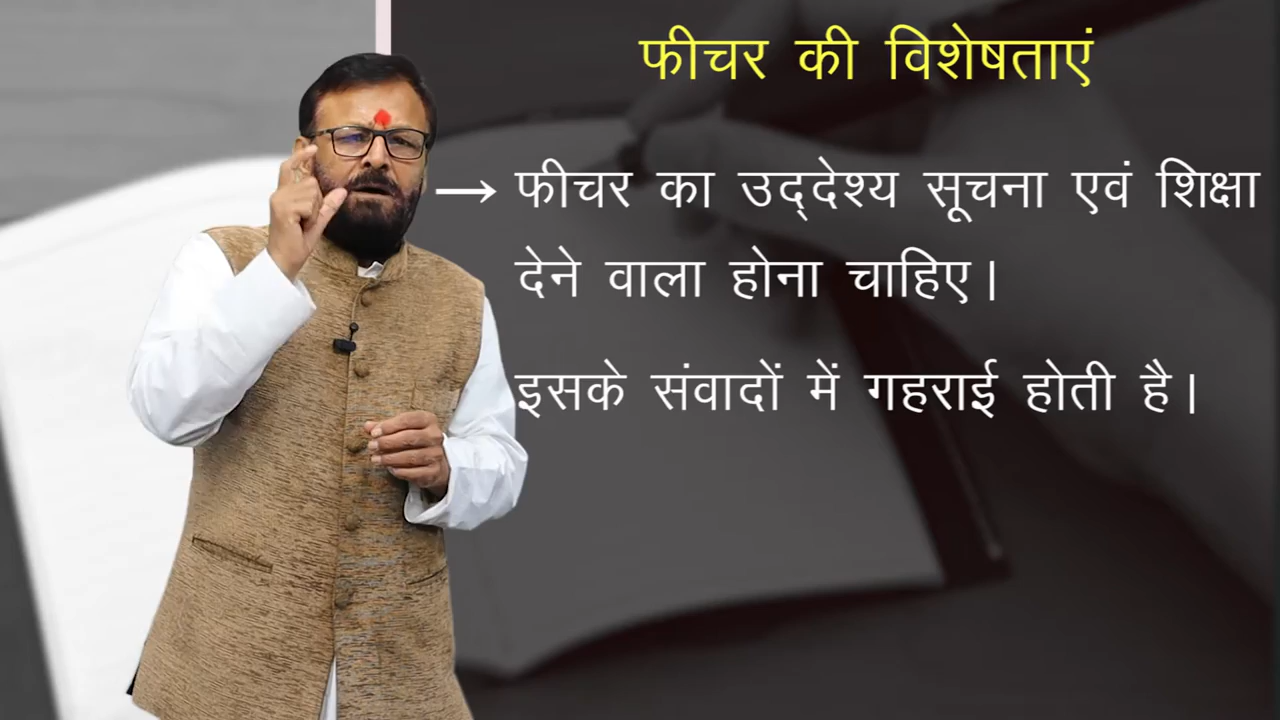 फीचर की विशेषताएं
→ फीचर का उद्‌देश्य सूचना एवं शिक्षा
देने वाला होना चाहिए।
इसके संवादों में गहराई होती है।